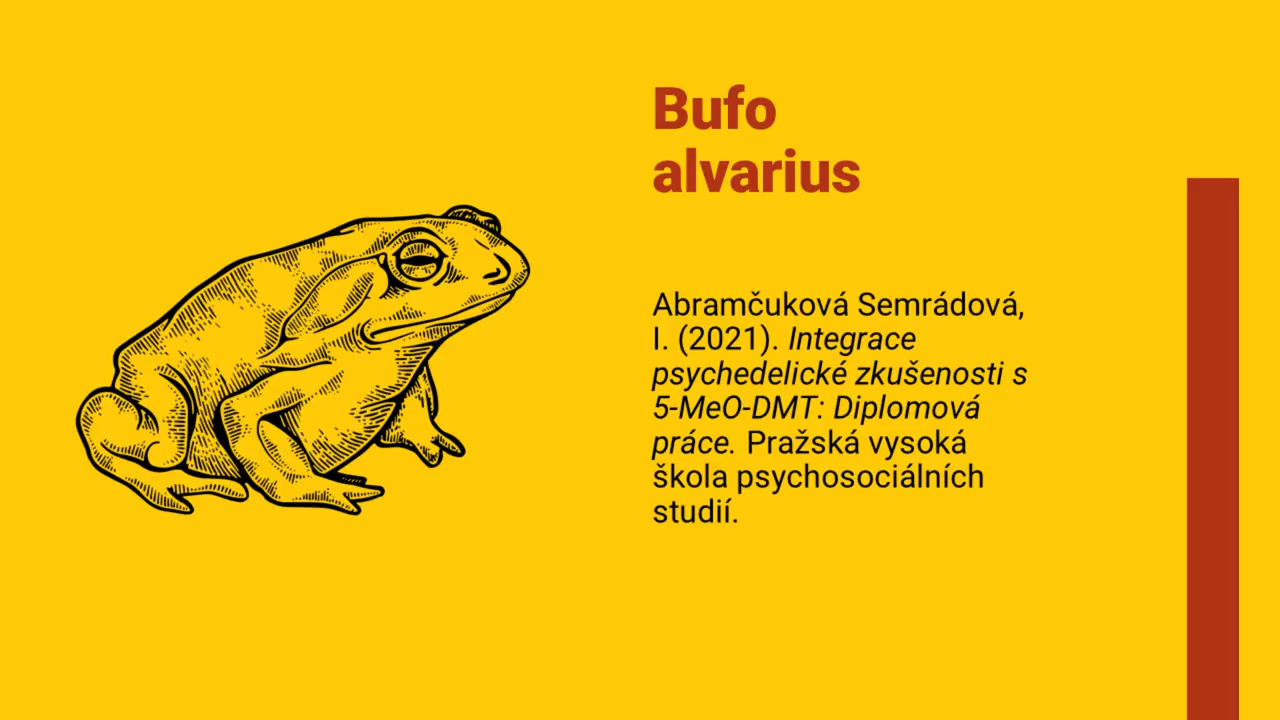 Bufo
alvarius
Abramčuková Semrádová,
I. (2021). Integrace
psychedelické zkušenosti s
5-MeO-DMT: Diplomová
práce. Pražská vysoká
škola psychosociálních
studií.